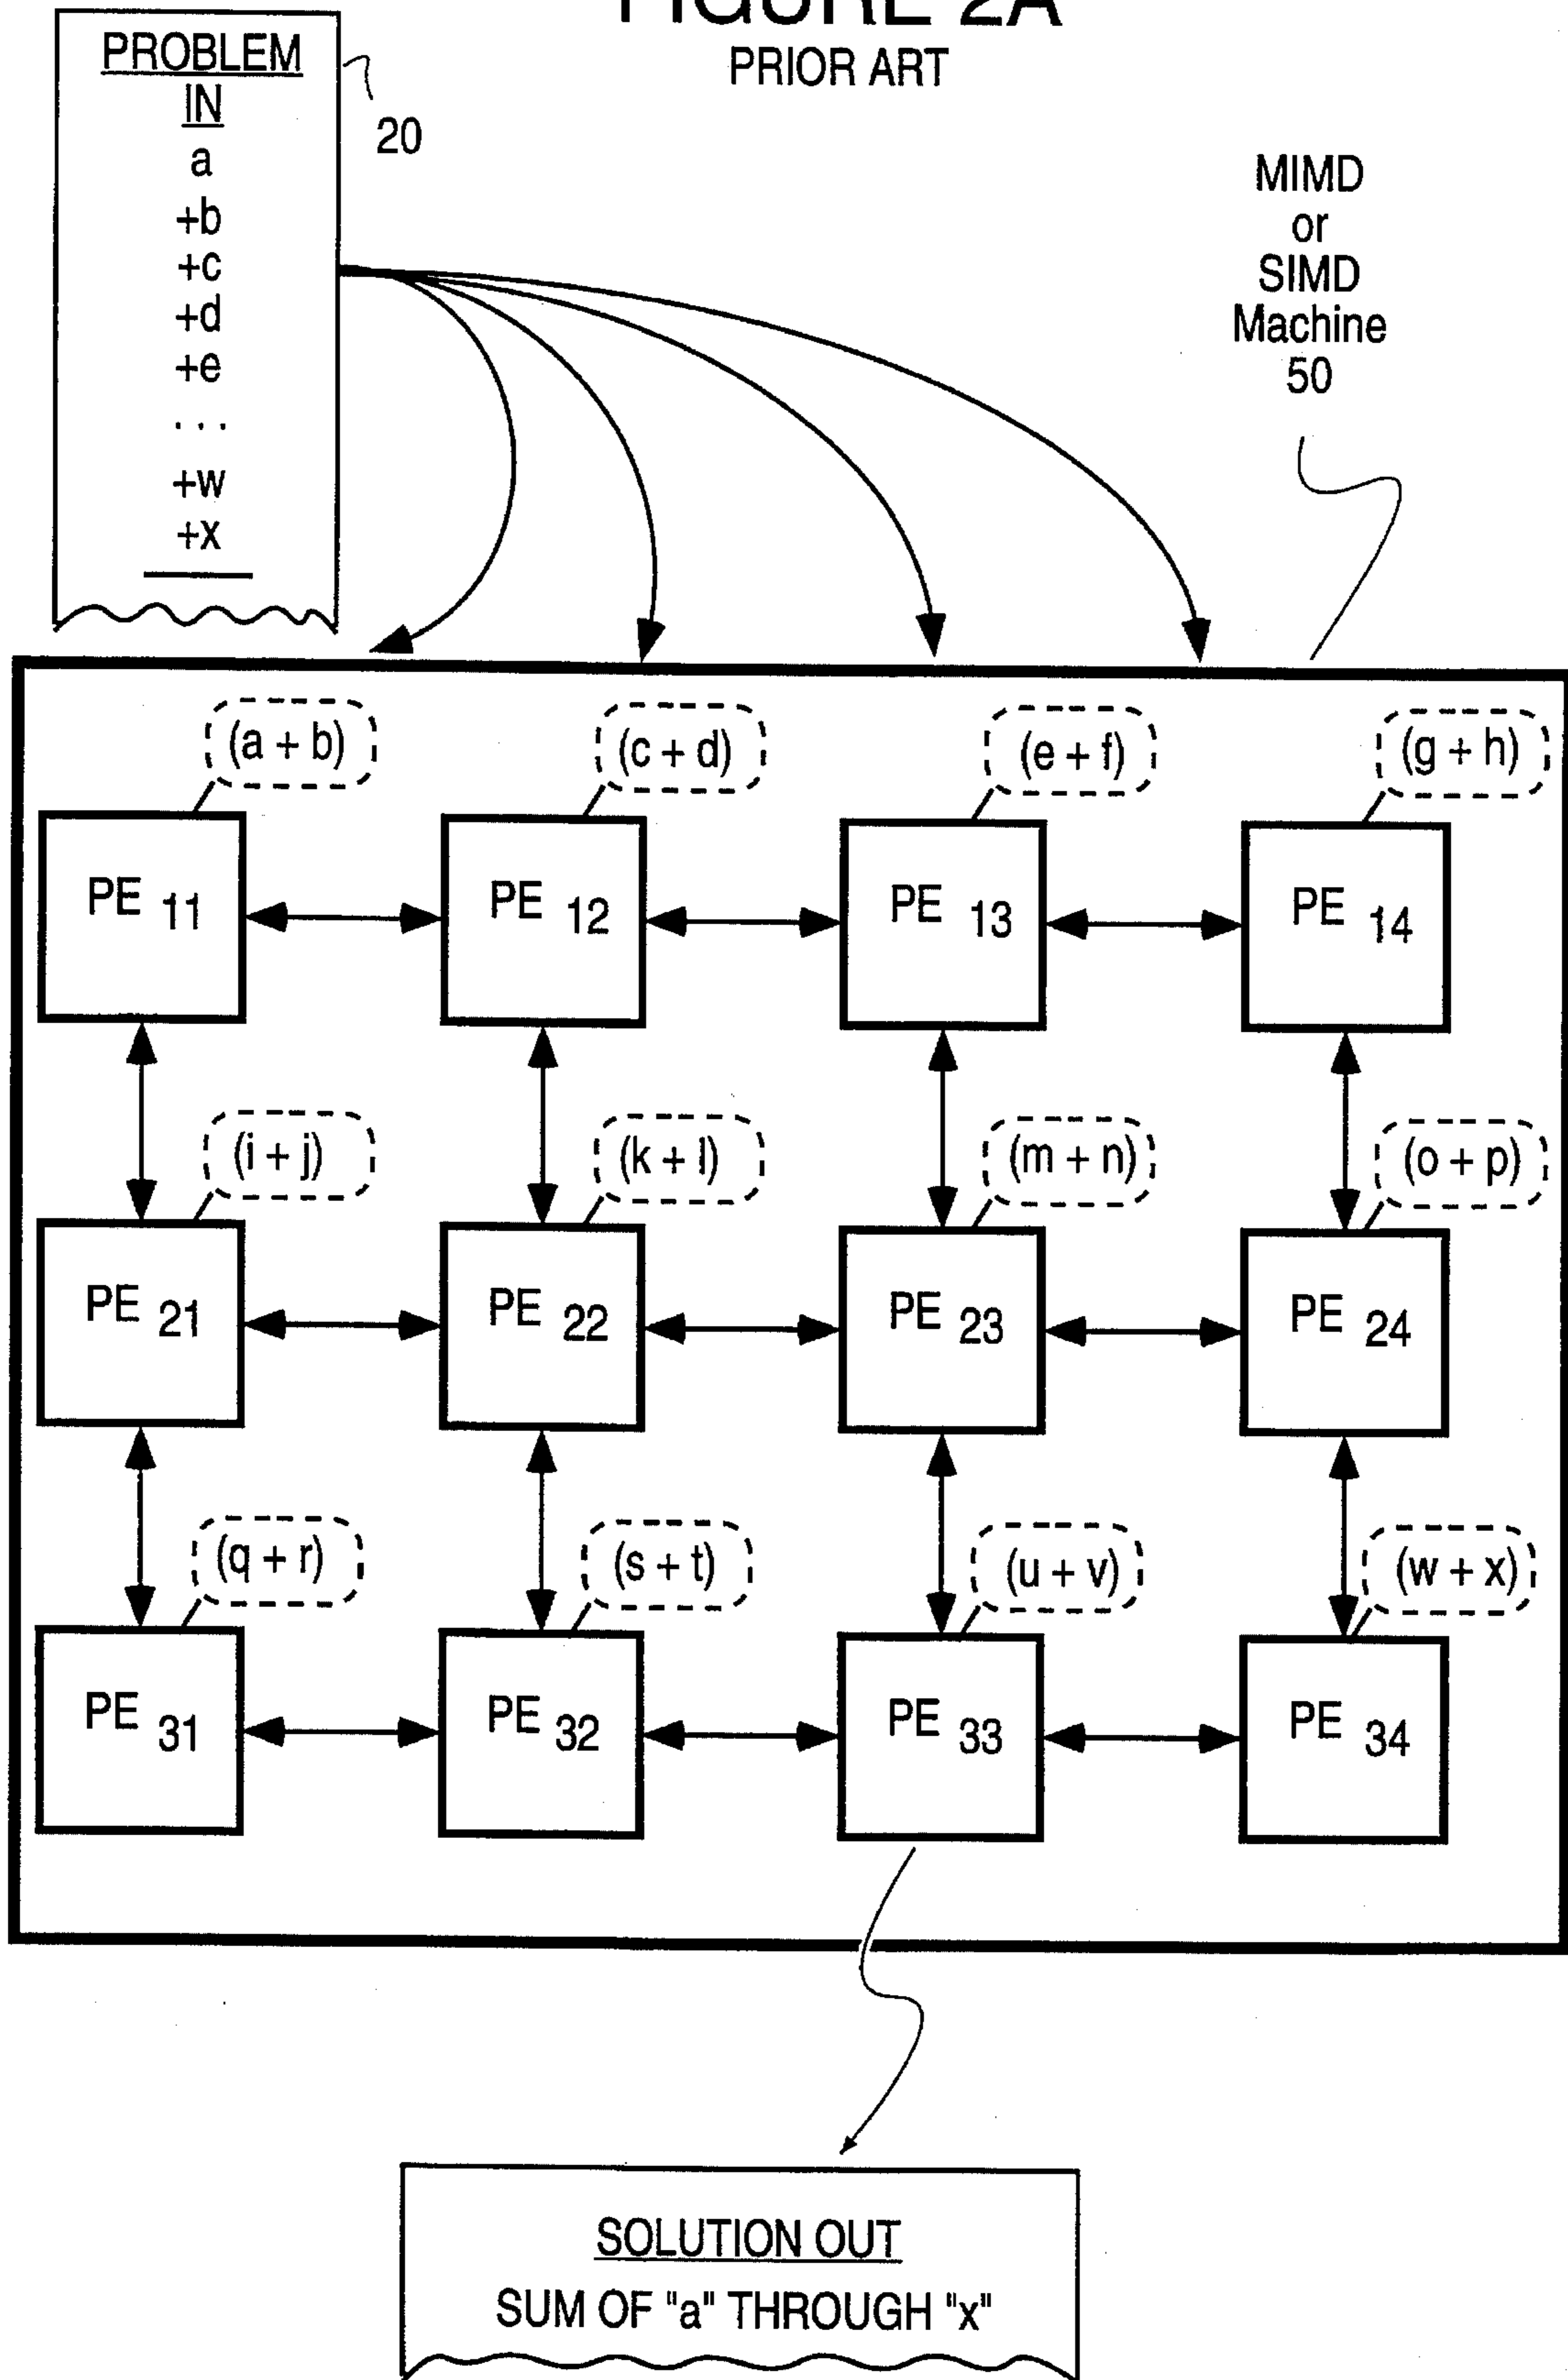 FIGURE 2A
PRIOR ART
PROBLEM
IN
a
+b
+c
+d
+e
...
+w
+x
20
MIMD
or
SIMD
Machine
50
(a + b)
(c + d)
(e + f)
(g + h)
PE 11
PE 12
PE 13
PE 14
(i + j)
(k + l)
(m + n)
(o + p)
PE 21
PE 22
PE 23
PE 24
(q + r)
(s + t)
(u + v)
(w + x)
PE 31
PE 32
PE 33
PE 34
SOLUTION OUT
SUM OF "a" THROUGH "x"